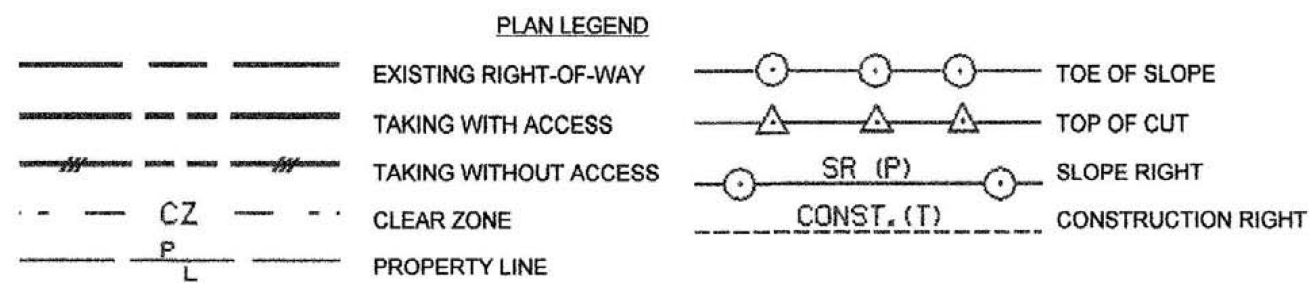 PLAN LEGEND
EXISTING RIGHT-OF-WAY
TAKING WITH ACCESS
TAKING WITHOUT ACCESS
CZ
CLEAR ZONE
P
L
PROPERTY LINE
TOE OF SLOPE
TOP OF CUT
SR (P)
SLOPE RIGHT
CONST.(T)
CONSTRUCTION RIGHT